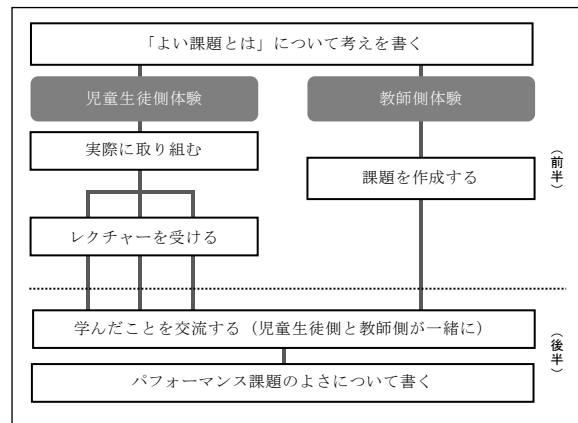 「よい課題とは」について考えを書く
児童生徒側体験
教師側体験
実際に取り組む
課題を作成する
（前半）
レクチャーを受ける
学んだことを交流する（児童生徒側と教師側が一緒に）
（後半）
パフォーマンス課題のよさについて書く